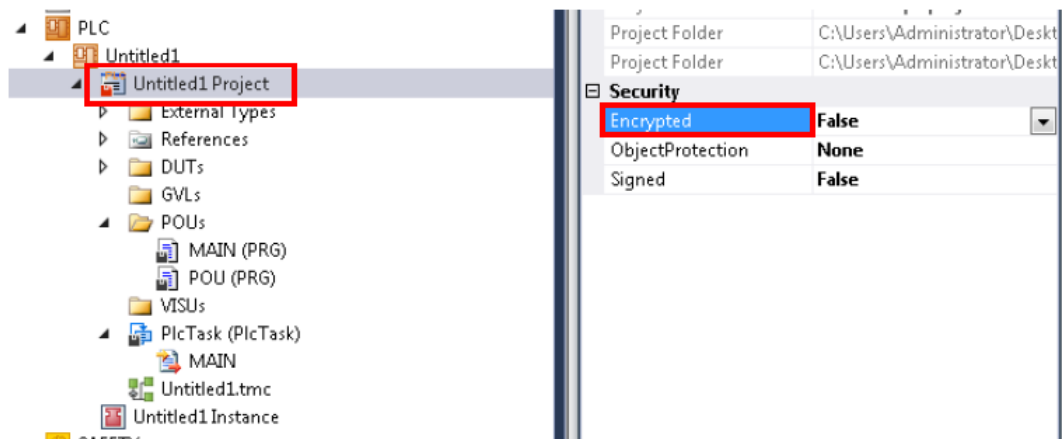 PLC
Untitled1
Untitled1 Project
External Types
References
DUTs
GVLs
POUs
MAIN (PRG)
POU (PRG)
VISUs
PlcTask (PlcTask)
MAIN
Untitled1.tmc
Untitled1 Instance
Project Folder C:\Users\Administrator\Deskt
Project Folder C:\Users\Administrator\Deskt
Security
Encrypted False
ObjectProtection None
Signed False